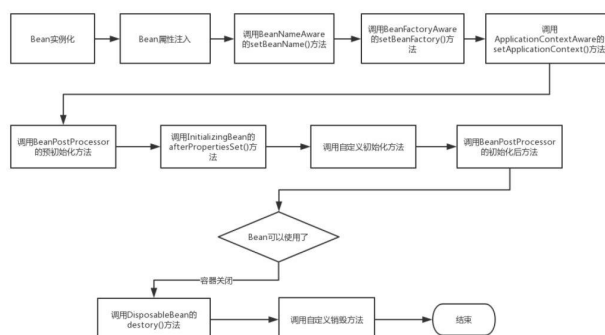 Bean实例化
Bean属性注入
调用BeanNameAware
的setBeanName()方法
调用BeanFactoryAware
的setBeanFactory()方
法
调用
ApplicationContextAware的
setApplicationContext()方法
调用BeanPostProcessor
的预初始化方法
调用InitializingBean的
afterPropertiesSet()方
法
调用自定义初始化方法
调用BeanPostProcessor
的初始化后方法
Bean可以使用了
容器关闭
调用DisposableBean的
destory()方法
调用自定义销毁方法
结束